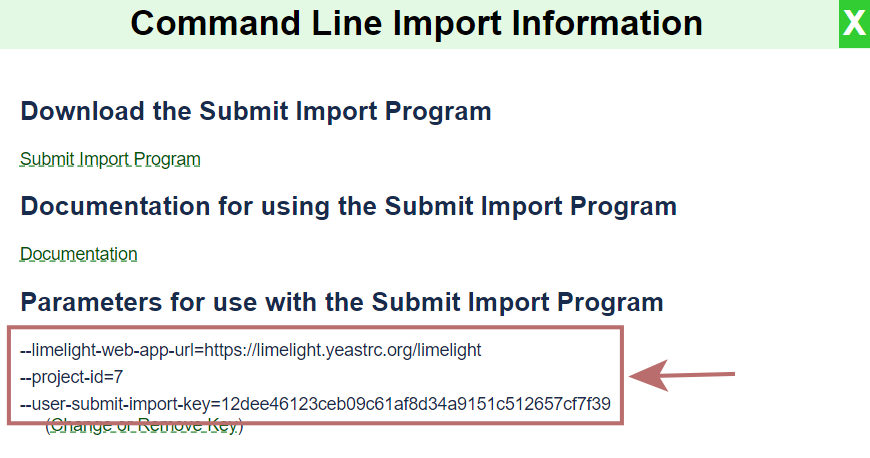 Command Line Import Information
X
Download the Submit Import Program
Submit Import Program
Documentation for using the Submit Import Program
Documentation
Parameters for use with the Submit Import Program
--limelight-web-app-url=https://limelight.yeastrc.org/limelight
--project-id=7
--user-submit-import-key=12dee46123ceb09c61af8d34a9151c512657cf7f39
(Change or Remove Key)